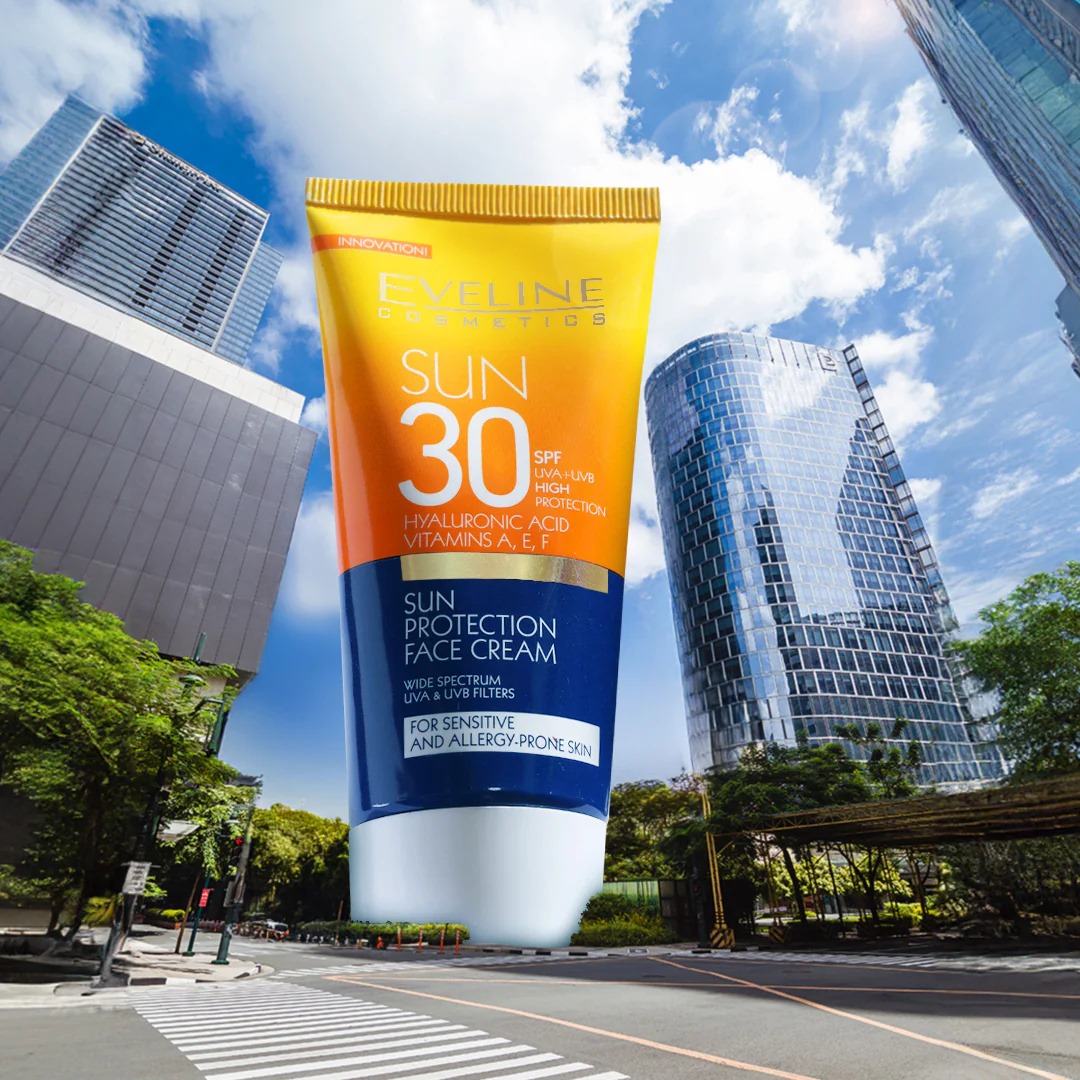 INNOVATION!
EVELINE
COSMETICS
SUN
30
SPF
UVA+UVB
HIGH
PROTECTION
HYALURONIC ACID
VITAMINS A, E, F
SUN
PROTECTION
FACE CREAM
WIDE SPECTRUM
UVA & UVB FILTERS
FOR SENSITIVE
AND ALLERGY-PRONE SKIN